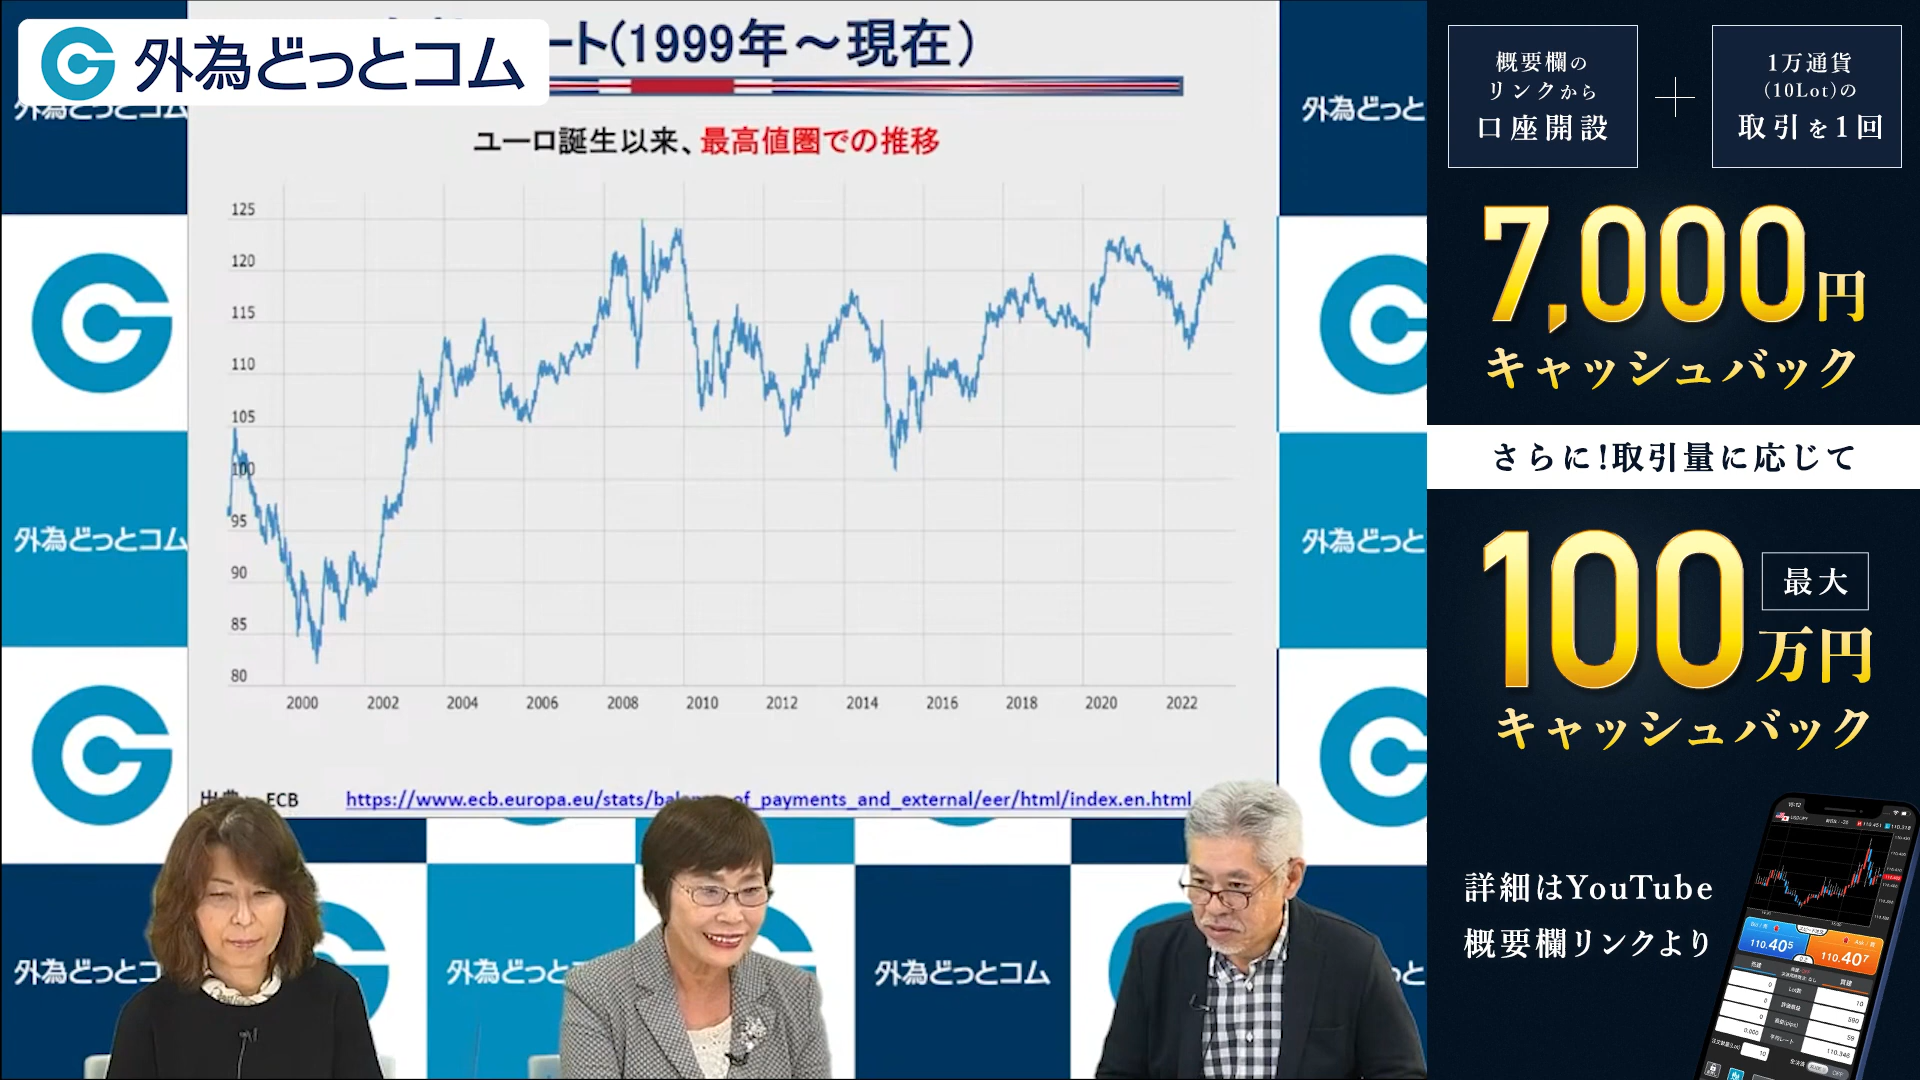 外為どっとコム
ート(1999年～現在)
ユーロ誕生以来、最高値圏での推移
125
120
115
110
105
100
95
90
85
80
2000 2002 2004 2006 2008 2010 2012 2014 2016 2018 2020 2022
ECB https://www.ecb.europa.eu/stats/balance_of_payments_and_external/eer/html/index.en.html
外為どっとコム
外為どっと
外為どっとコム
外為どっと
外為どっとコ
外為どっと
外為どっとコム
概要欄の
リンクから
口座開設
1万通貨
(10Lot)の
取引を1回
7,000円
キャッシュバック
さらに!取引量に応じて
最大
100万円
キャッシュバック
詳細はYouTube
概要欄リンクより
110.405
110.407